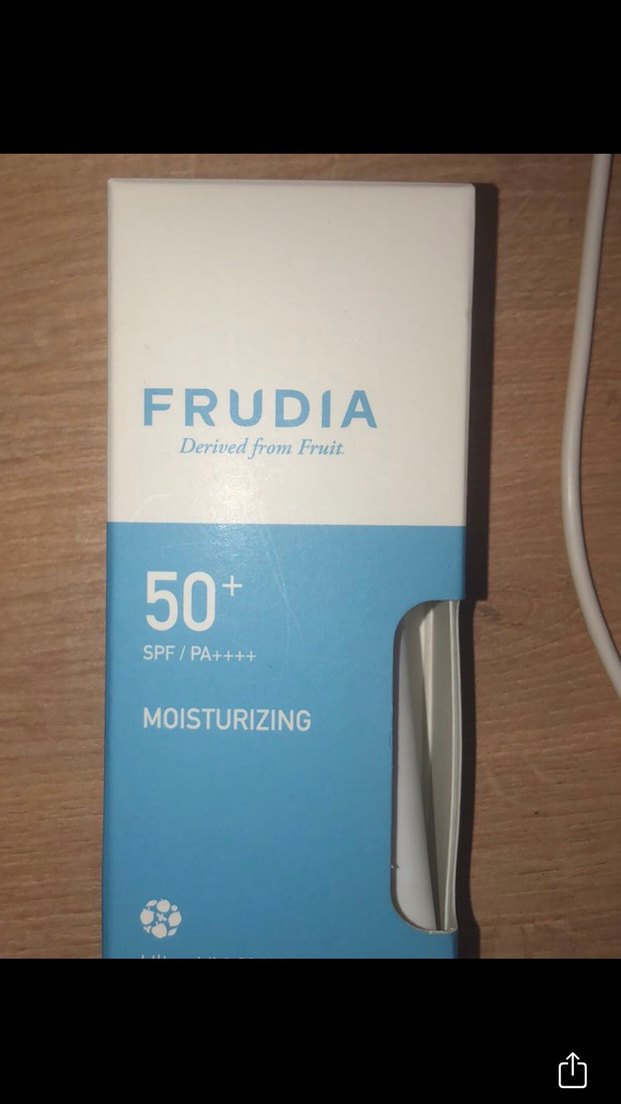 FRUDIA
Derived from Fruit.
50+
SPF / PA++++
MOISTURIZING